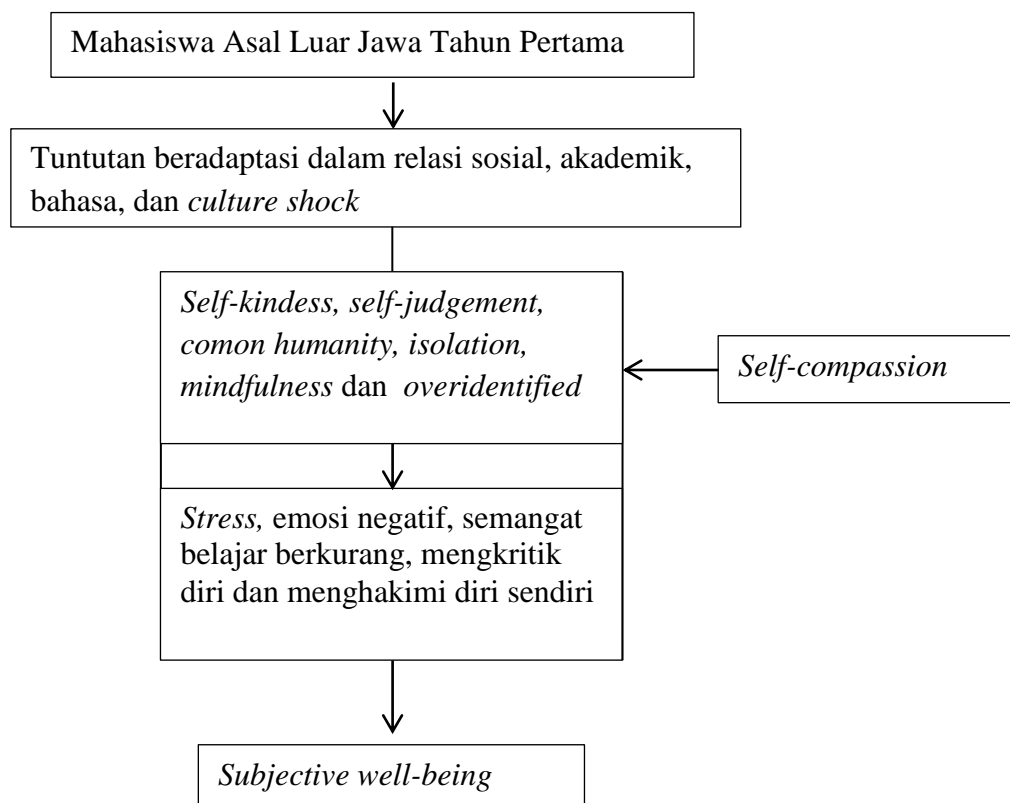 Mahasiswa Asal Luar Jawa Tahun Pertama
Tuntutan beradaptasi dalam relasi sosial, akademik,
bahasa, dan culture shock
Self-kindess, self-judgement,
comon humanity, isolation,
mindfulness dan overidentified
Self-compassion
Stress, emosi negatif, semangat
belajar berkurang, mengkritik
diri dan menghakimi diri sendiri
Subjective well-being